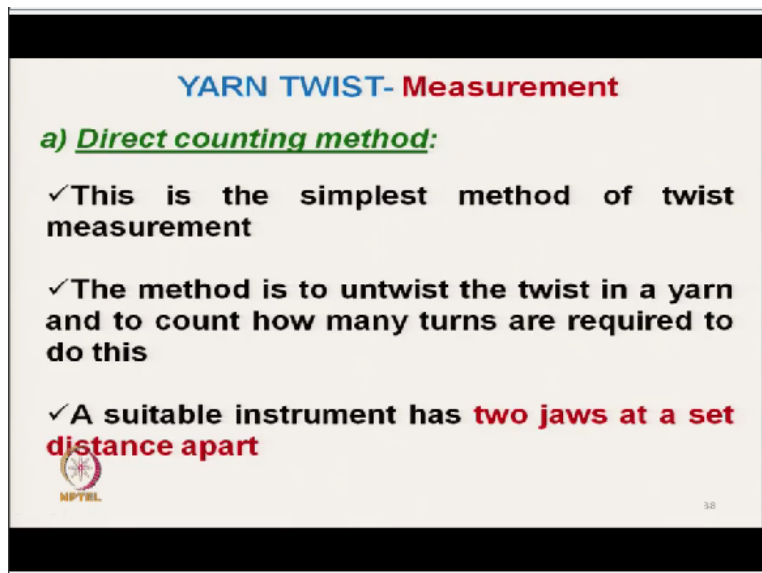 YARN TWIST- Measurement
a) Direct counting method:
✓This is the simplest method of twist
measurement
✓The method is to untwist the twist in a yarn
and to count how many turns are required to
do this
✓A suitable instrument has two jaws at a set
distance apart
NPTEL
38